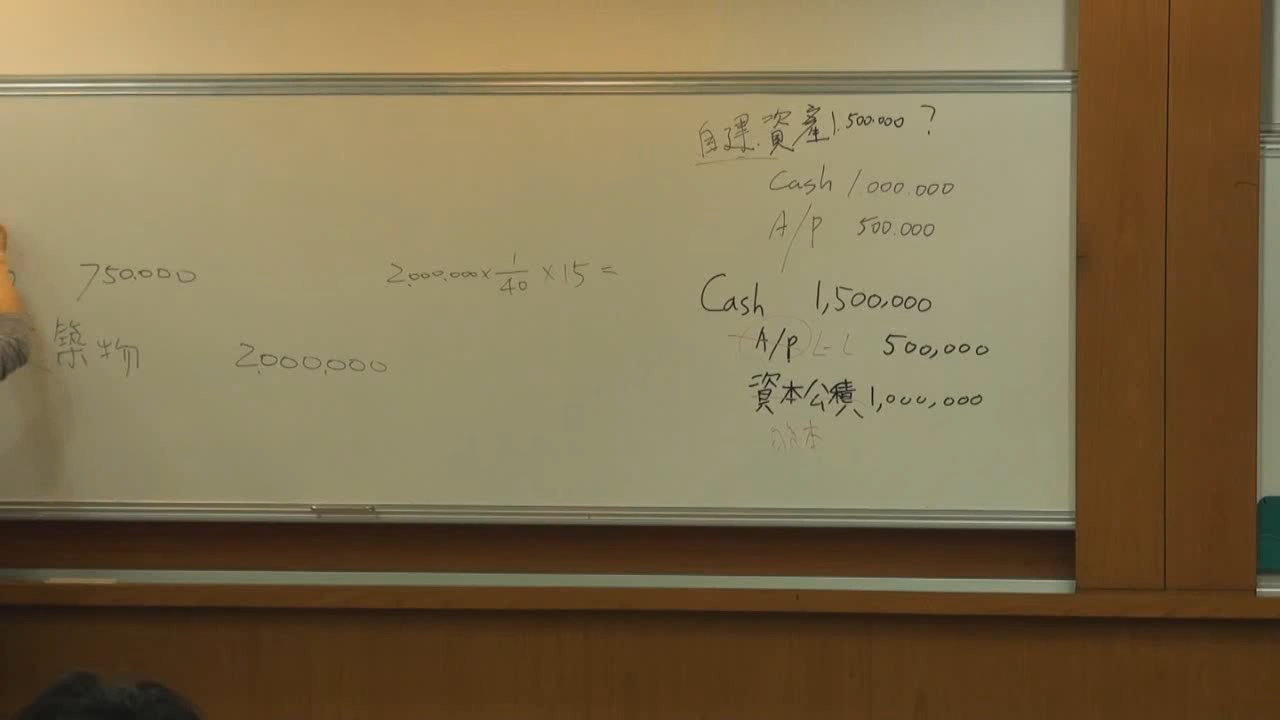 750,000
2,000,000 × 1/40 × 15 =
築物 2,000,000
自建資產 1.500.000 ?
Cash 1.000.000
A/P 500.000
Cash 1,500,000
A/P 500,000
資本公積 1,000,000